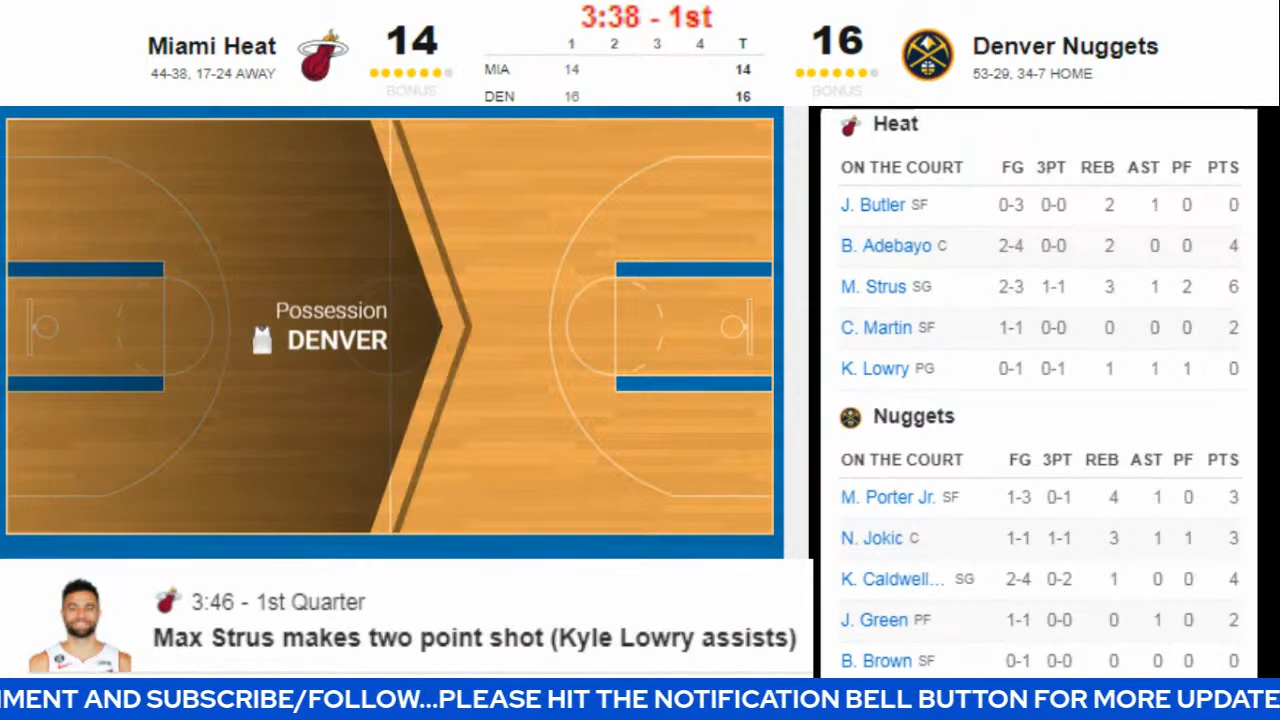 3:38 - 1st
Miami Heat
44-38, 17-24 AWAY
14
BONUS
1 2 3 4 T
MIA 14 14
DEN 16 16
16
BONUS
Denver Nuggets
53-29, 34-7 HOME
Possession
DENVER
3:46 - 1st Quarter
Max Strus makes two point shot (Kyle Lowry assists)
Heat
ON THE COURT FG 3PT REB AST PF PTS
J. Butler SF 0-3 0-0 2 1 0 0
B. Adebayo C 2-4 0-0 2 0 0 4
M. Strus SG 2-3 1-1 3 1 2 6
C. Martin SF 1-1 0-0 0 0 0 2
K. Lowry PG 0-1 0-1 1 1 1 0
Nuggets
ON THE COURT FG 3PT REB AST PF PTS
M. Porter Jr. SF 1-3 0-1 4 1 0 3
N. Jokic C 1-1 1-1 3 1 1 3
K. Caldwell... SG 2-4 0-2 1 0 0 4
J. Green PF 1-1 0-0 0 1 0 2
B. Brown SF 0-1 0-0 0 0 0 0
MENT AND SUBSCRIBE/FOLLOW...PLEASE HIT THE NOTIFICATION BELL BUTTON FOR MORE UPDATE